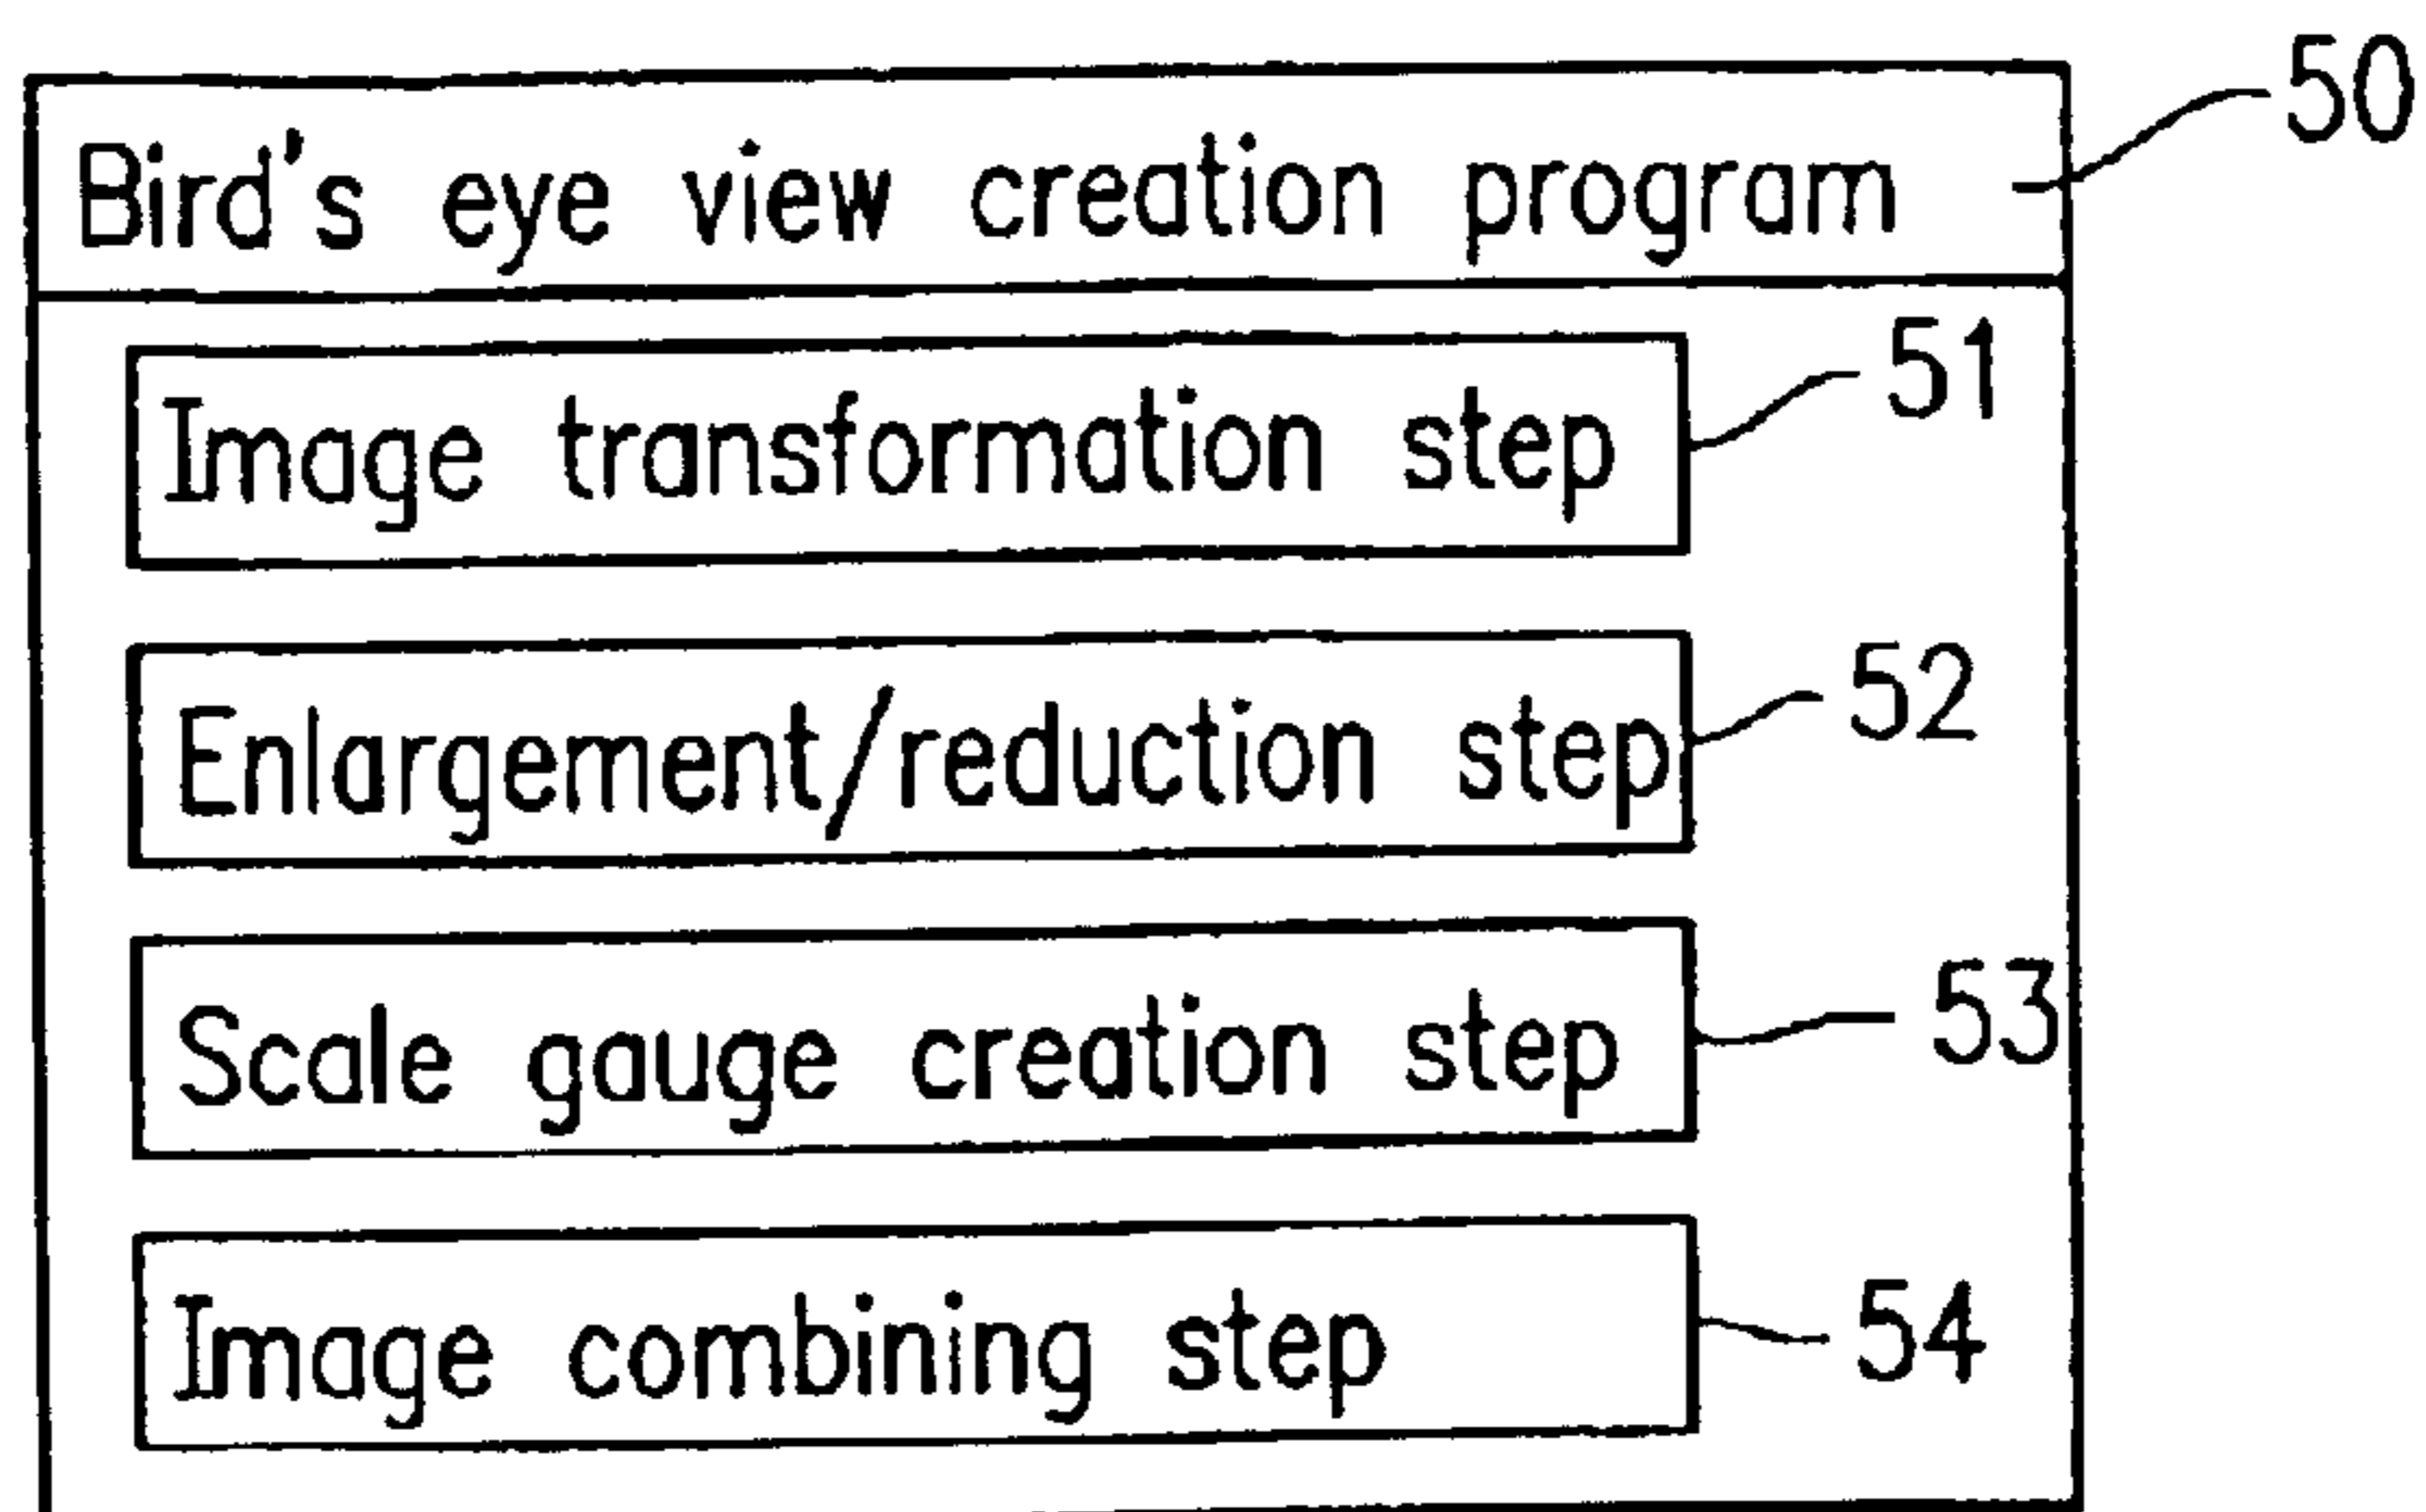 Bird's eye view creation program 50
Image transformation step 51
Enlargement/reduction step 52
Scale gauge creation step 53
Image combining step 54